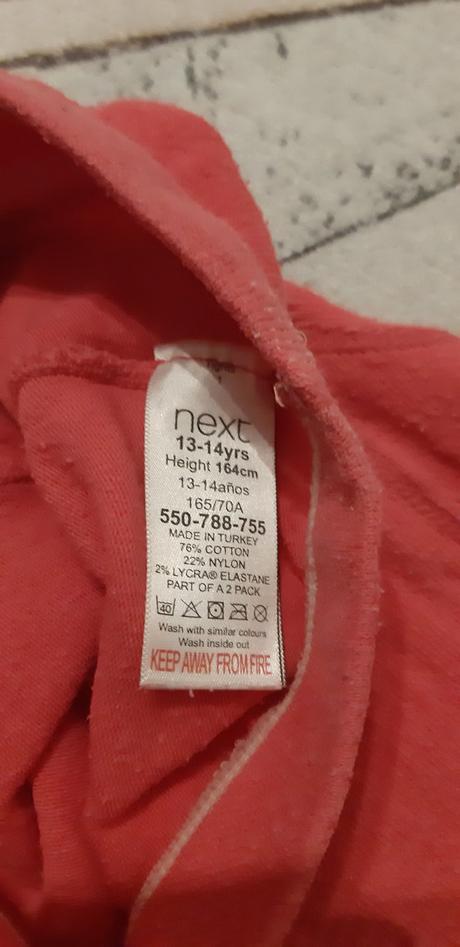 next
13-14yrs
Height 164cm
13-14años
165/70A
550-788-755
MADE IN TURKEY
76% COTTON
22% NYLON
2% LYCRA® ELASTANE
PART OF A 2 PACK
40
Wash with similar colours
Wash inside out
KEEP AWAY FROM FIRE